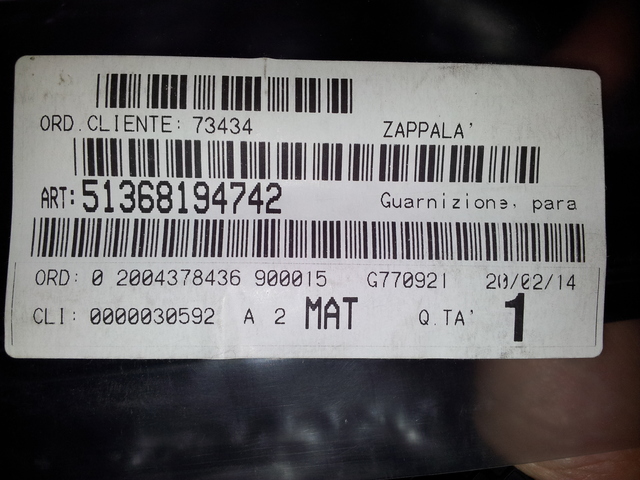 ORD.CLIENTE: 73434 ZAPPALA'
ART: 51368194742 Guarnizione, para
ORD: 0 2004378436 900015 G770921 20/02/14
CLI: 0000030592 A 2 MAT Q.TA' 1